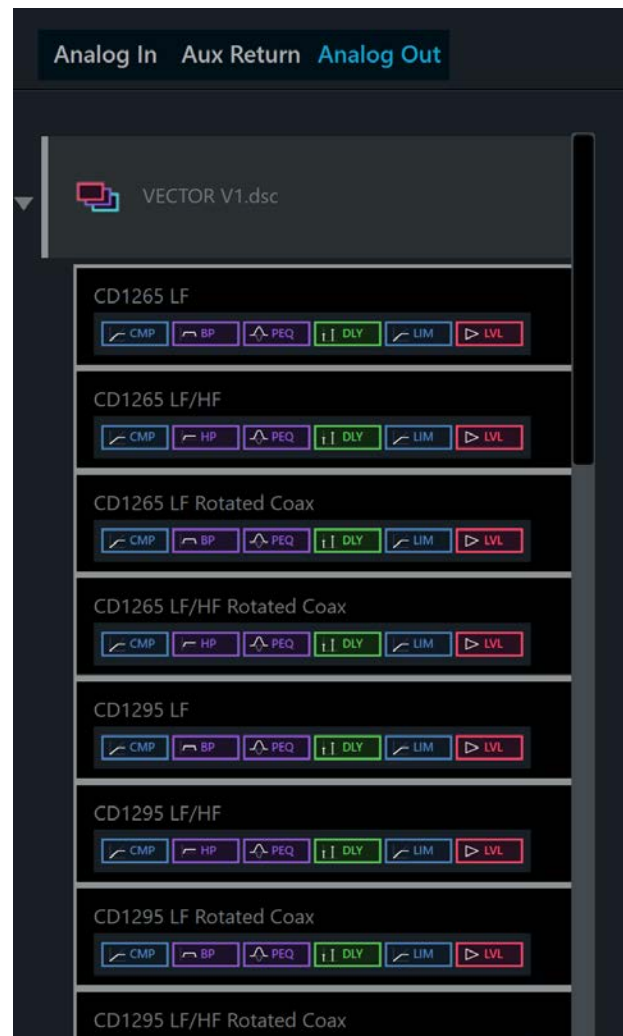 Analog In Aux Return Analog Out
VECTOR V1.dsc
CD1265 LF
CMP BP PEQ DLY LIM LVL
CD1265 LF/HF
CMP HP PEQ DLY LIM LVL
CD1265 LF Rotated Coax
CMP BP PEQ DLY LIM LVL
CD1265 LF/HF Rotated Coax
CMP HP PEQ DLY LIM LVL
CD1295 LF
CMP BP PEQ DLY LIM LVL
CD1295 LF/HF
CMP HP PEQ DLY LIM LVL
CD1295 LF Rotated Coax
CMP BP PEQ DLY LIM LVL
CD1295 LF/HF Rotated Coax